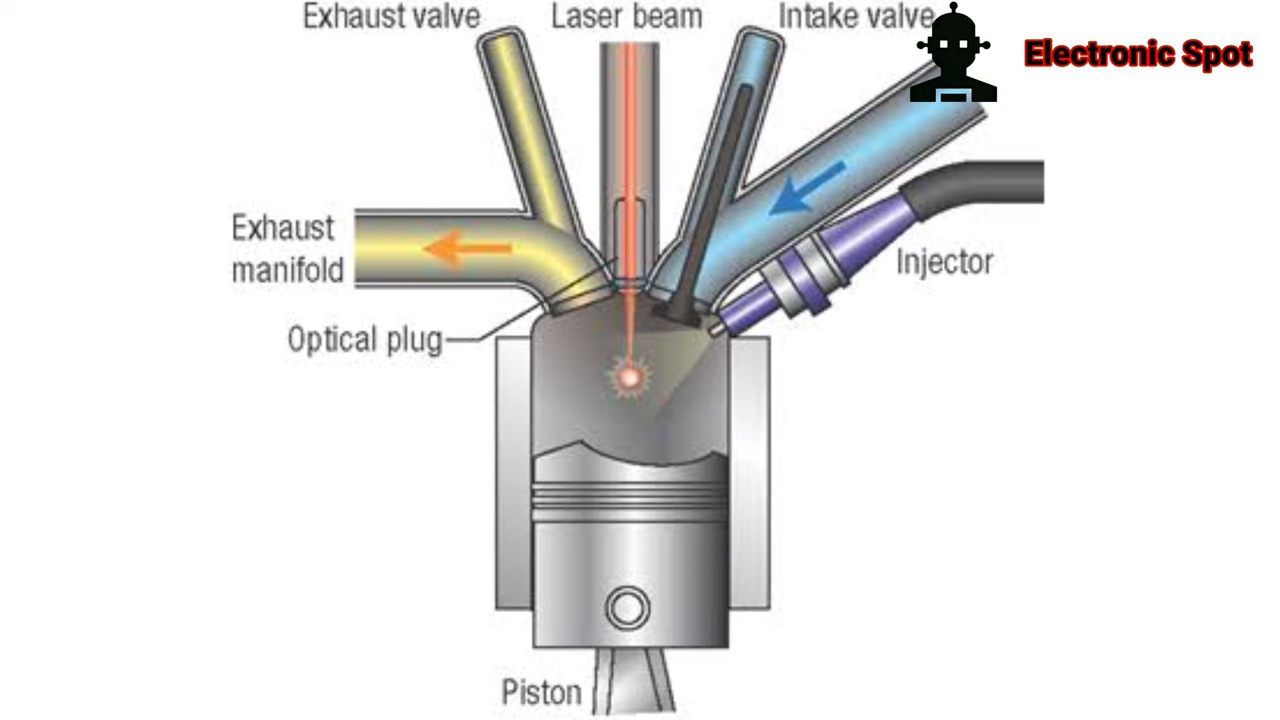 Exhaust valve
Laser beam
Intake valve
Electronic Spot
Exhaust
manifold
Injector
Optical plug
Piston